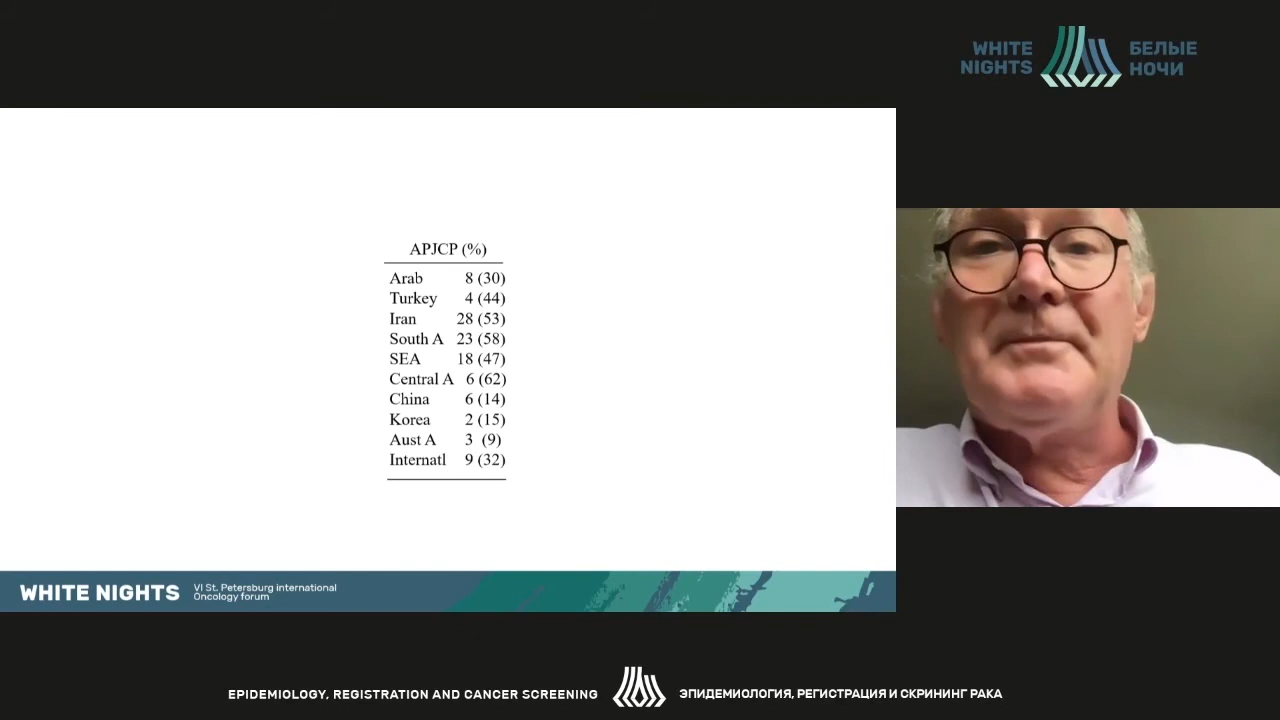 WHITE
NIGHTS
БЕЛЫЕ
НОЧИ
APJCP (%)
Arab 8 (30)
Turkey 4 (44)
Iran 28 (53)
South A 23 (58)
SEA 18 (47)
Central A 6 (62)
China 6 (14)
Korea 2 (15)
Aust A 3 (9)
Internatl 9 (32)
WHITE NIGHTS
VI St. Petersburg international
Oncology forum
EPIDEMIOLOGY, REGISTRATION AND CANCER SCREENING
ЭПИДЕМИОЛОГИЯ, РЕГИСТРАЦИЯ И СКРИНИНГ РАКА